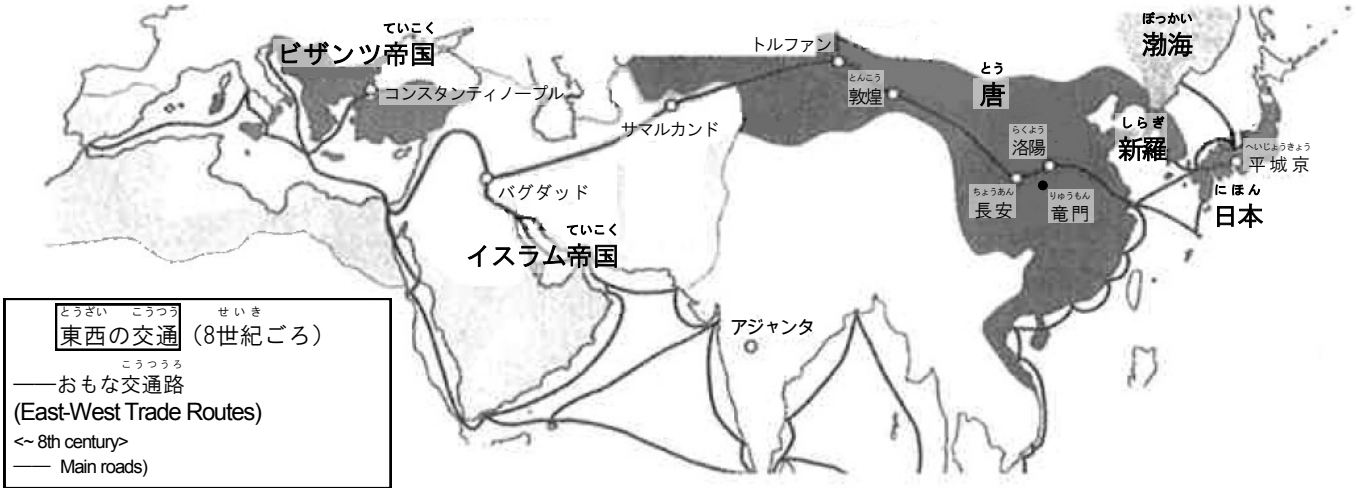 ていこく
ビザンツ帝国
コンスタンティノープル
トルファン
サマルカンド
とんこう
敦煌
とう
唐
ぼっかい
渤海
しらぎ
新羅
らくよう
洛陽
へいじょうきょう
平城京
ちょうあん
長安
りゅうもん
竜門
にほん
日本
バグダッド
ていこく
イスラム帝国
アジャンタ
とうざい こうつう せいき
東西の交通(8世紀ごろ)
こうつうろ
——おもな交通路
(East-West Trade Routes)
<~ 8th century>
—— Main roads)